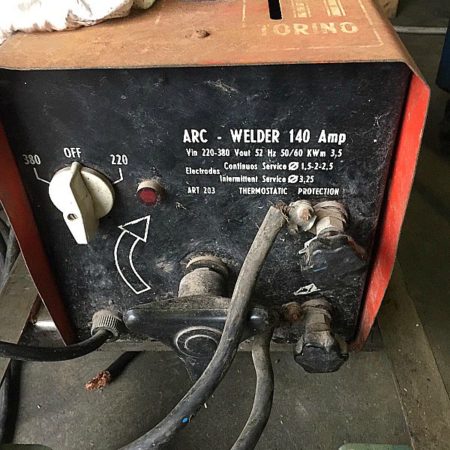 TORINO
ARC - WELDER 140 Amp
Vin 220-380 Vout 52 Hz 50/60 KWm 3,5
Electrodes Continuos Service Ø 1,5-2-2,5
Intermittent Service Ø 3,25
ART 203 THERMOSTATIC PROTECTION
OFF
380 220